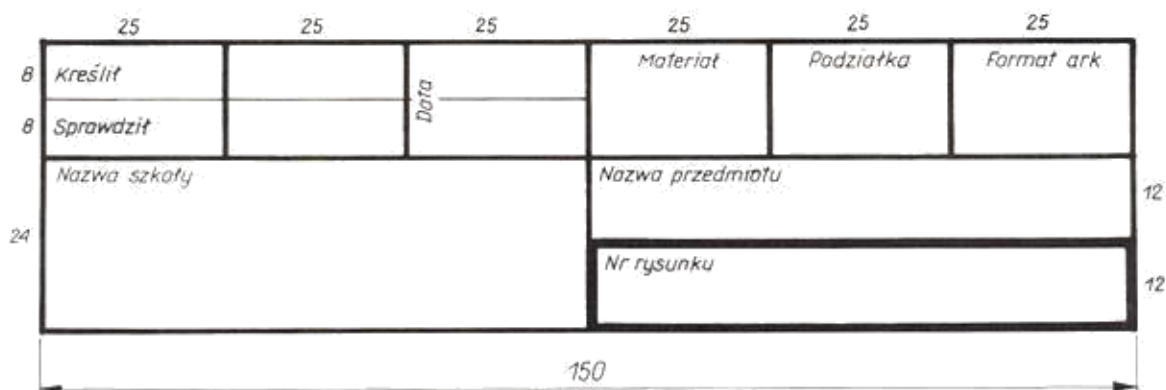 25 25 25 25 25 25
8 Kreślił Data Materiał Podziałka Format ark
8 Sprawdził
Nazwa szkoły Nazwa przedmiotu 12
24
Nr rysunku 12
150